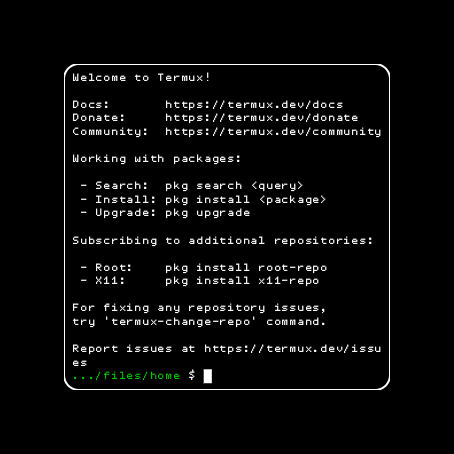 Welcome to Termux!
Docs:       https://termux.dev/docs
Donate:     https://termux.dev/donate
Community:  https://termux.dev/community
Working with packages:
 - Search:  pkg search <query>
 - Install: pkg install <package>
 - Upgrade: pkg upgrade
Subscribing to additional repositories:
 - Root:    pkg install root-repo
 - X11:     pkg install x11-repo
For fixing any repository issues,
try 'termux-change-repo' command.
Report issues at https://termux.dev/issu
es
.../files/home $